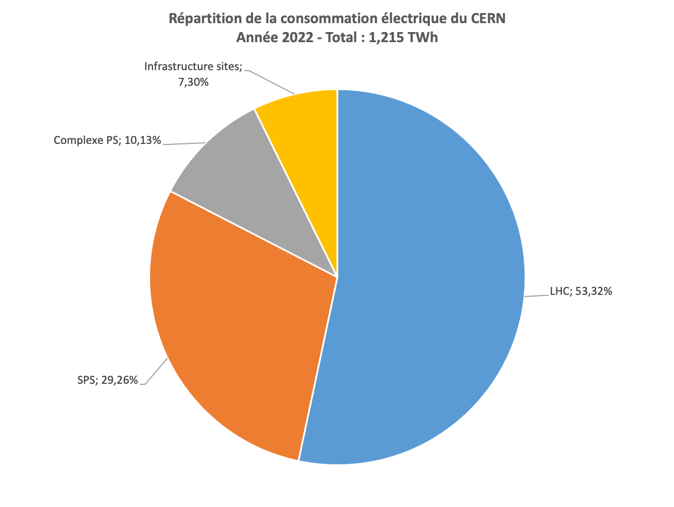 Répartition de la consommation électrique du CERN
Année 2022 - Total : 1,215 TWh
Infrastructure sites;
7,30%
Complexe PS; 10,13%
LHC; 53,32%
SPS; 29,26%